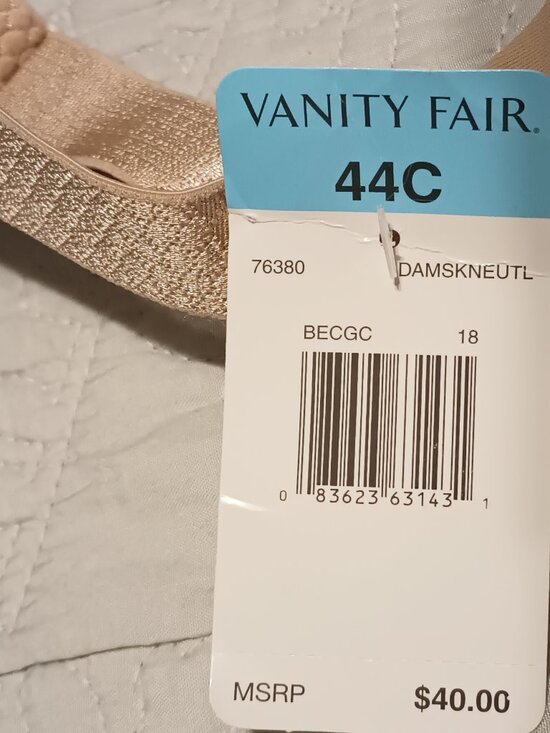 VANITY FAIR.
44C
76380 DAMSKNEUTL
BECGC 18
0 83623 63143 1
MSRP $40.00